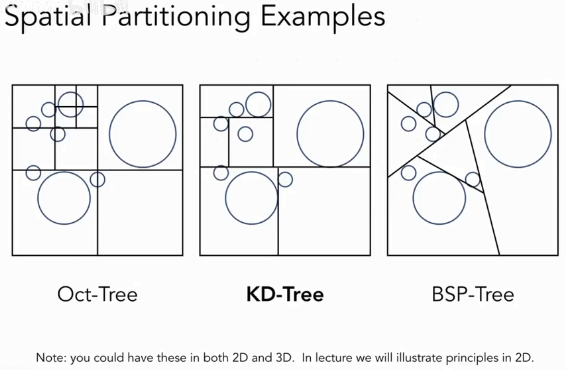 Spatial Partitioning Examples
Oct-Tree
KD-Tree
BSP-Tree
Note: you could have these in both 2D and 3D. In lecture we will illustrate principles in 2D.